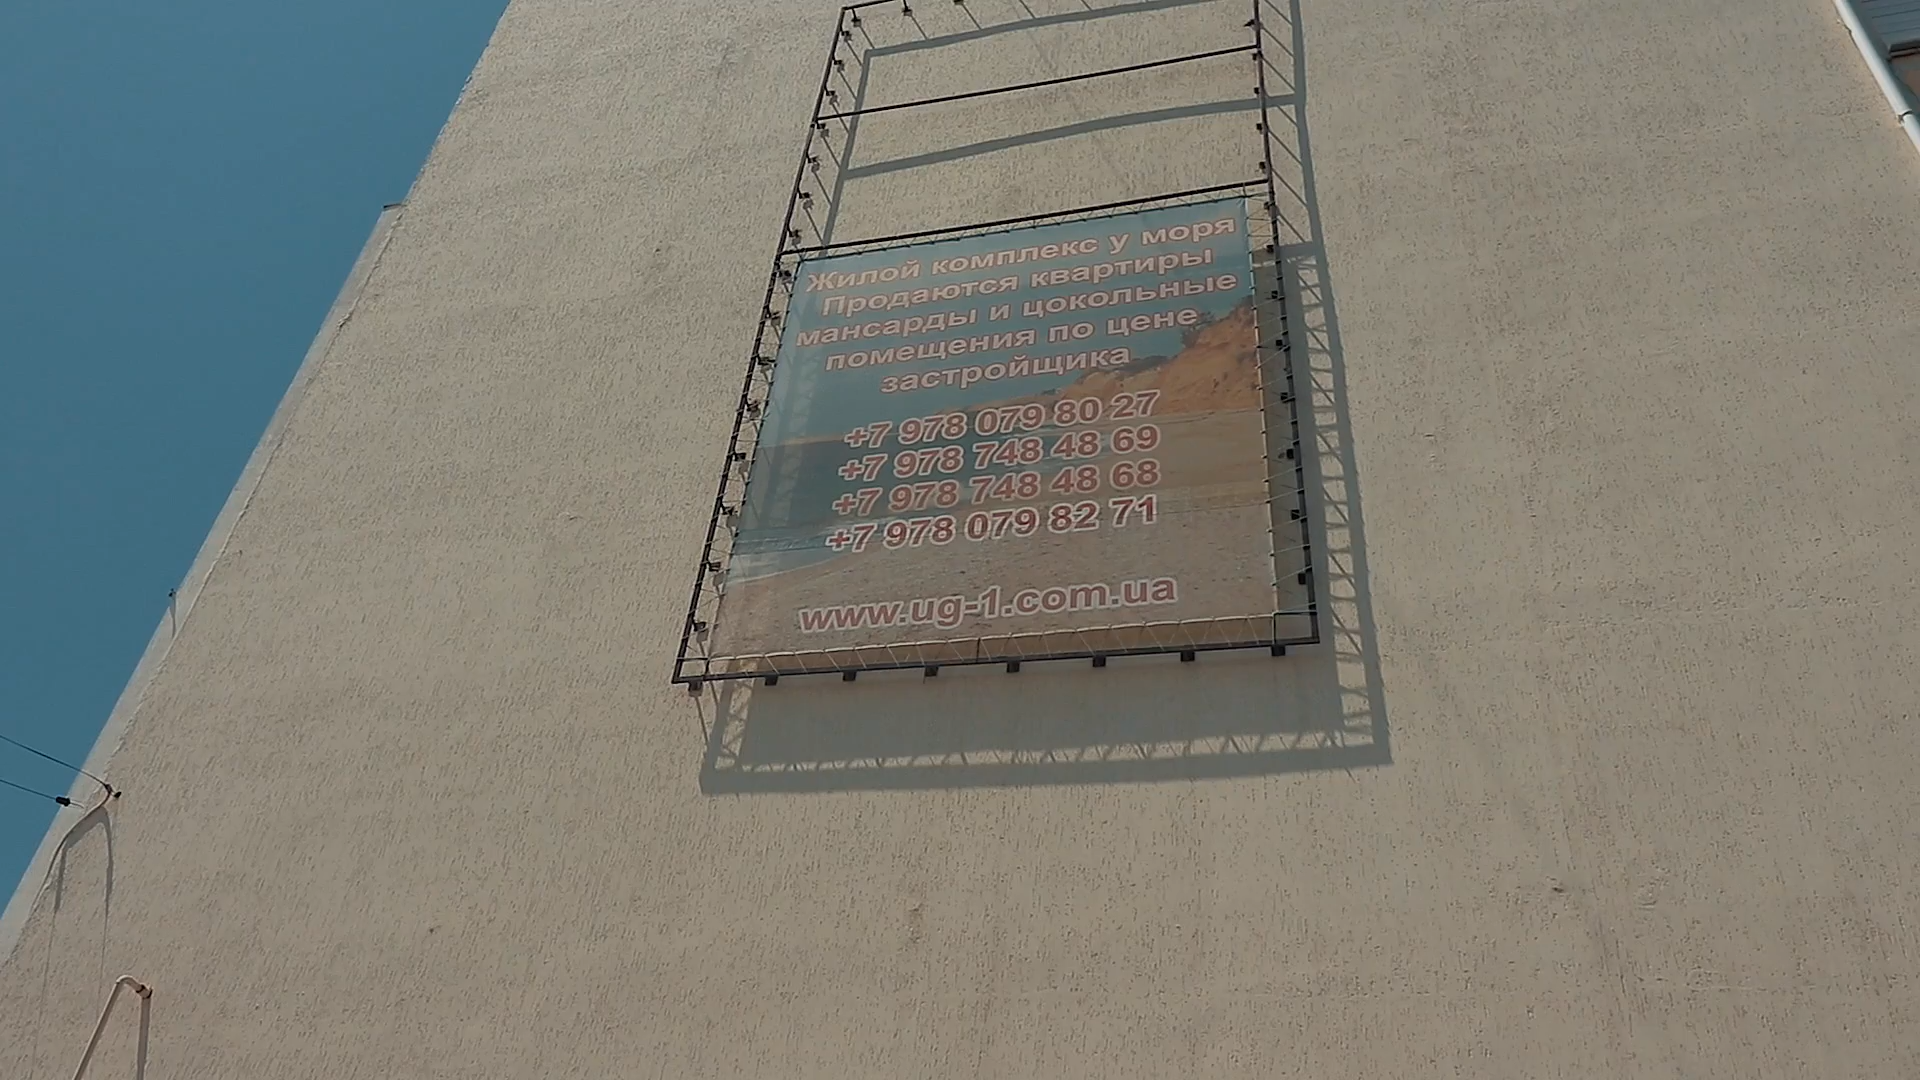 Жилой комплекс у моря
Продаются квартиры
мансарды и цокольные
помещения по цене
застройщика
+7 978 079 80 27
+7 978 748 48 69
+7 978 748 48 68
+7 978 079 82 71
www.ug-1.com.ua